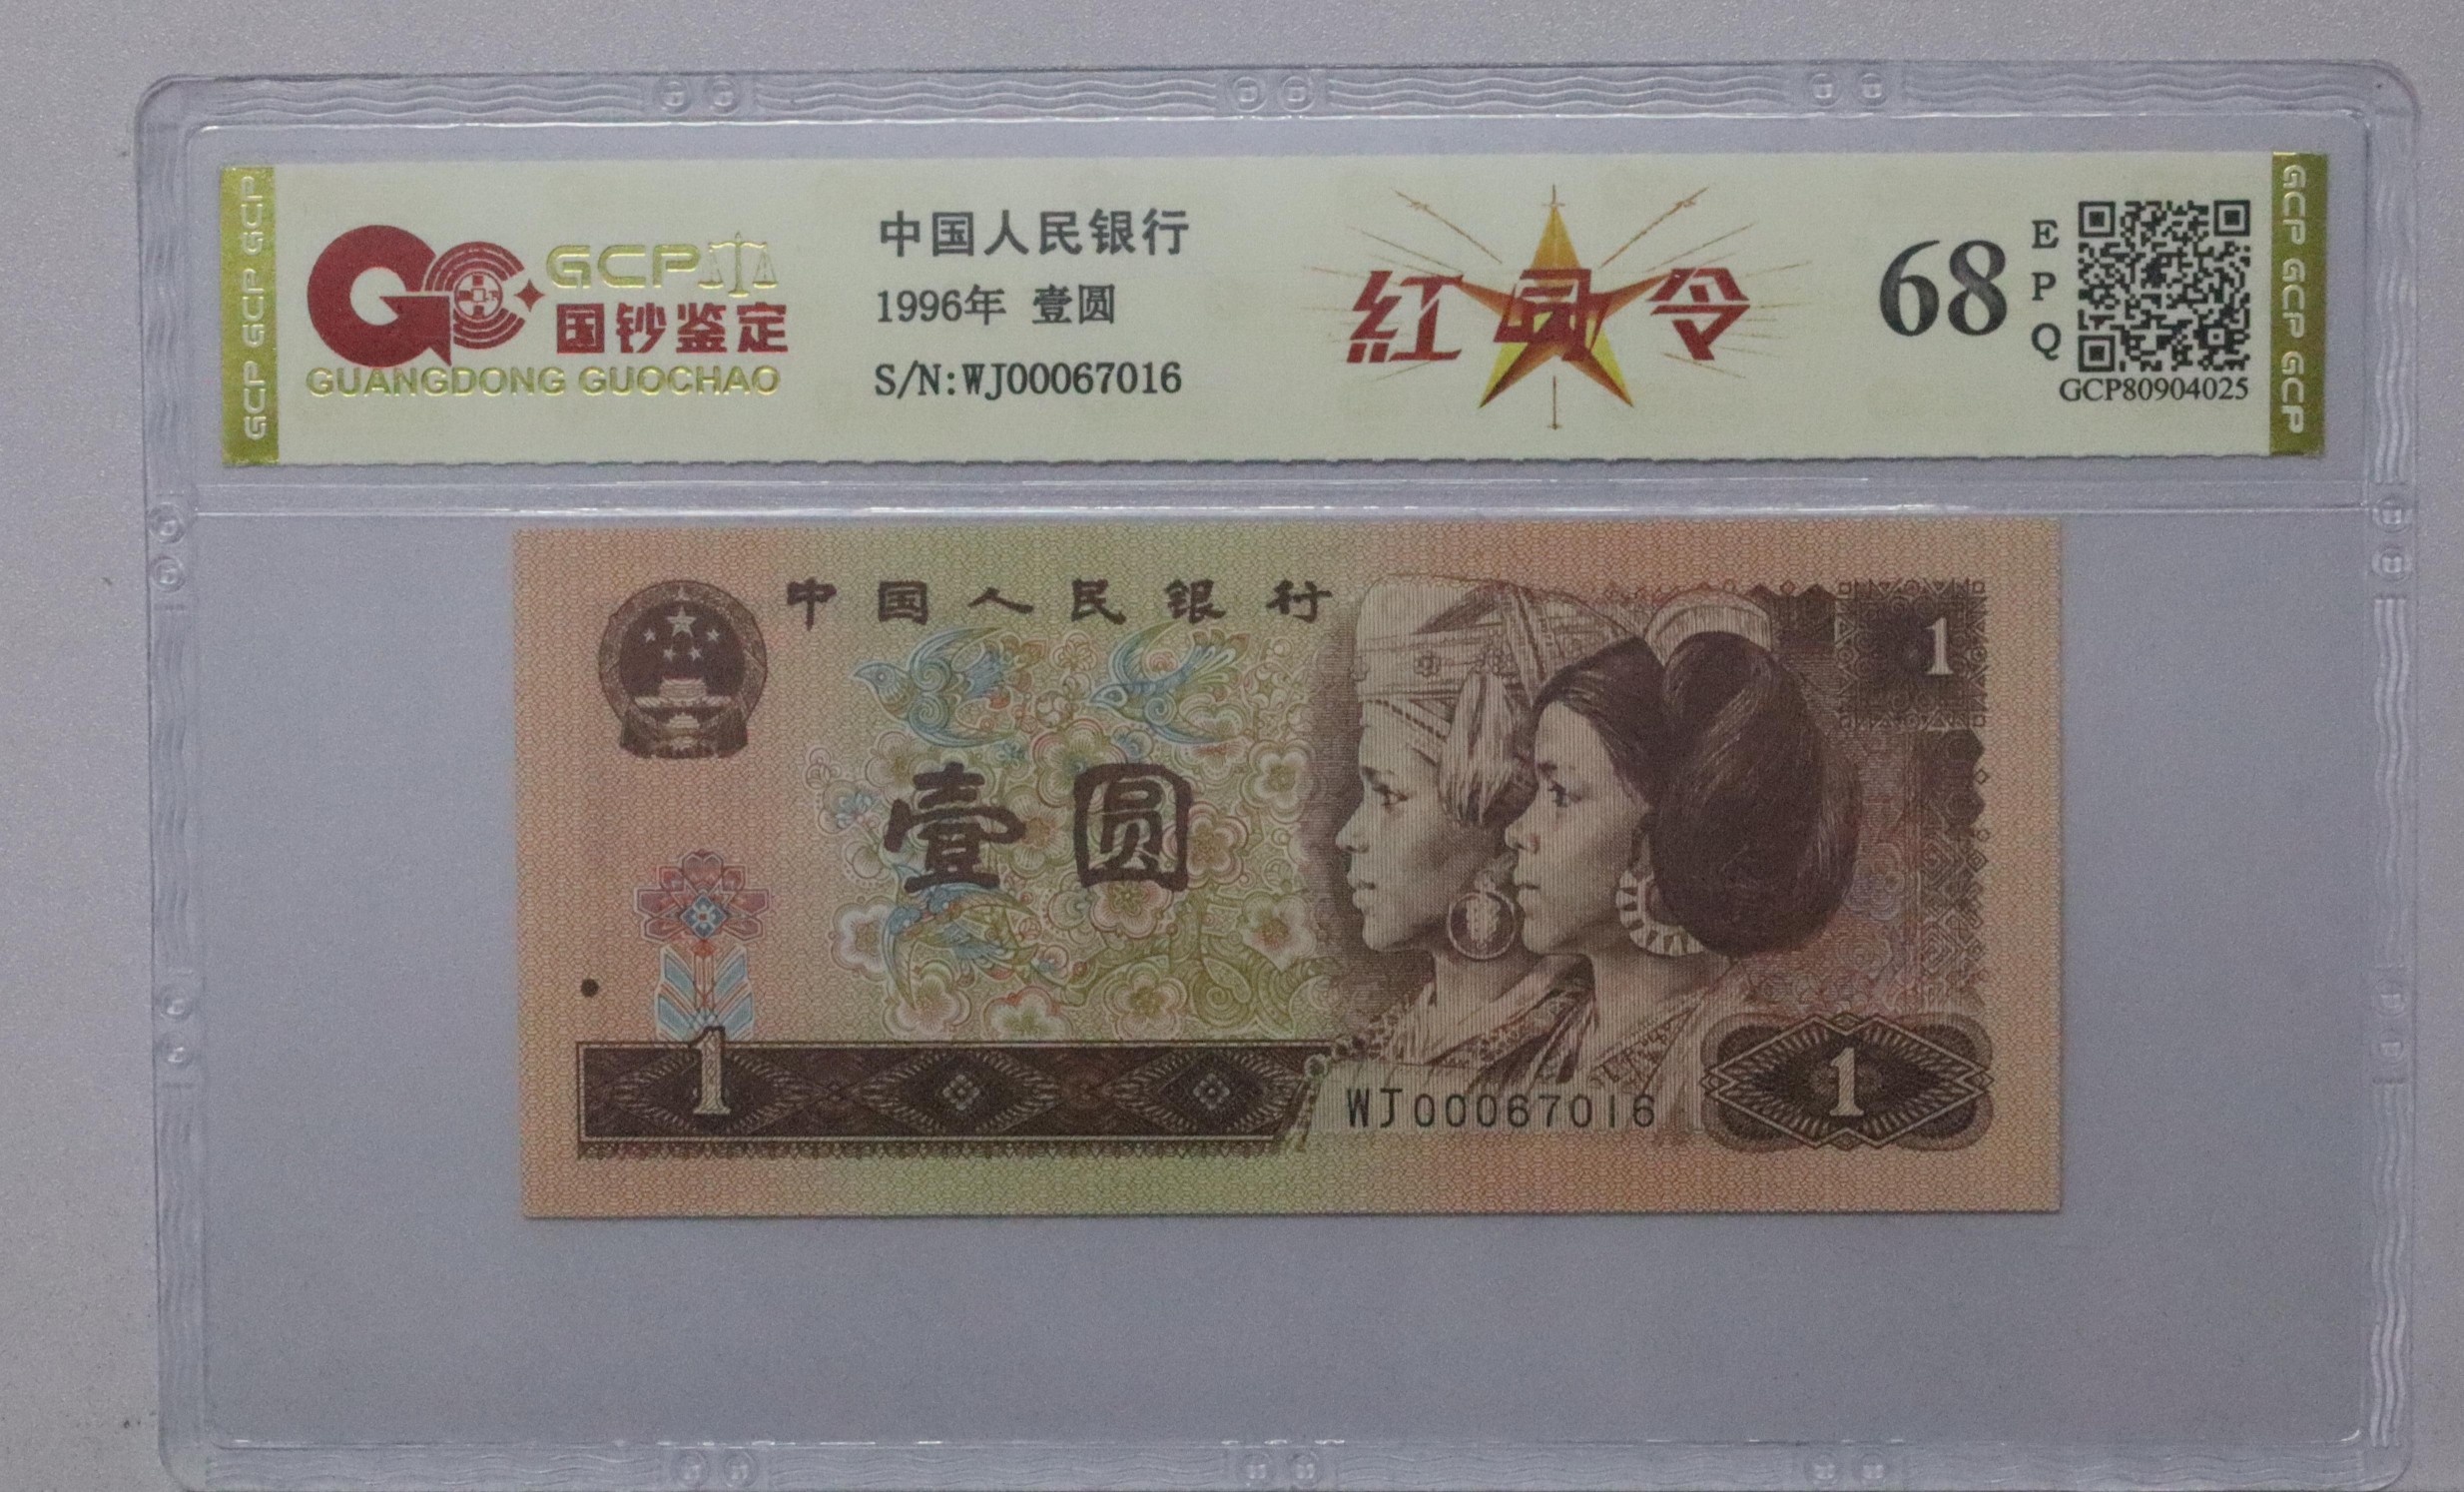 GCP GCP GCP
GCP
国钞鉴定
GUANGDONG GUOCHAO
中国人民银行
1996年 壹圆
S/N:WJ00067016
紅凤令
68
E
P
Q
GCP80904025
GCP GCP GCP
中国人民银行
1
壹圆
1
WJ00067016
1